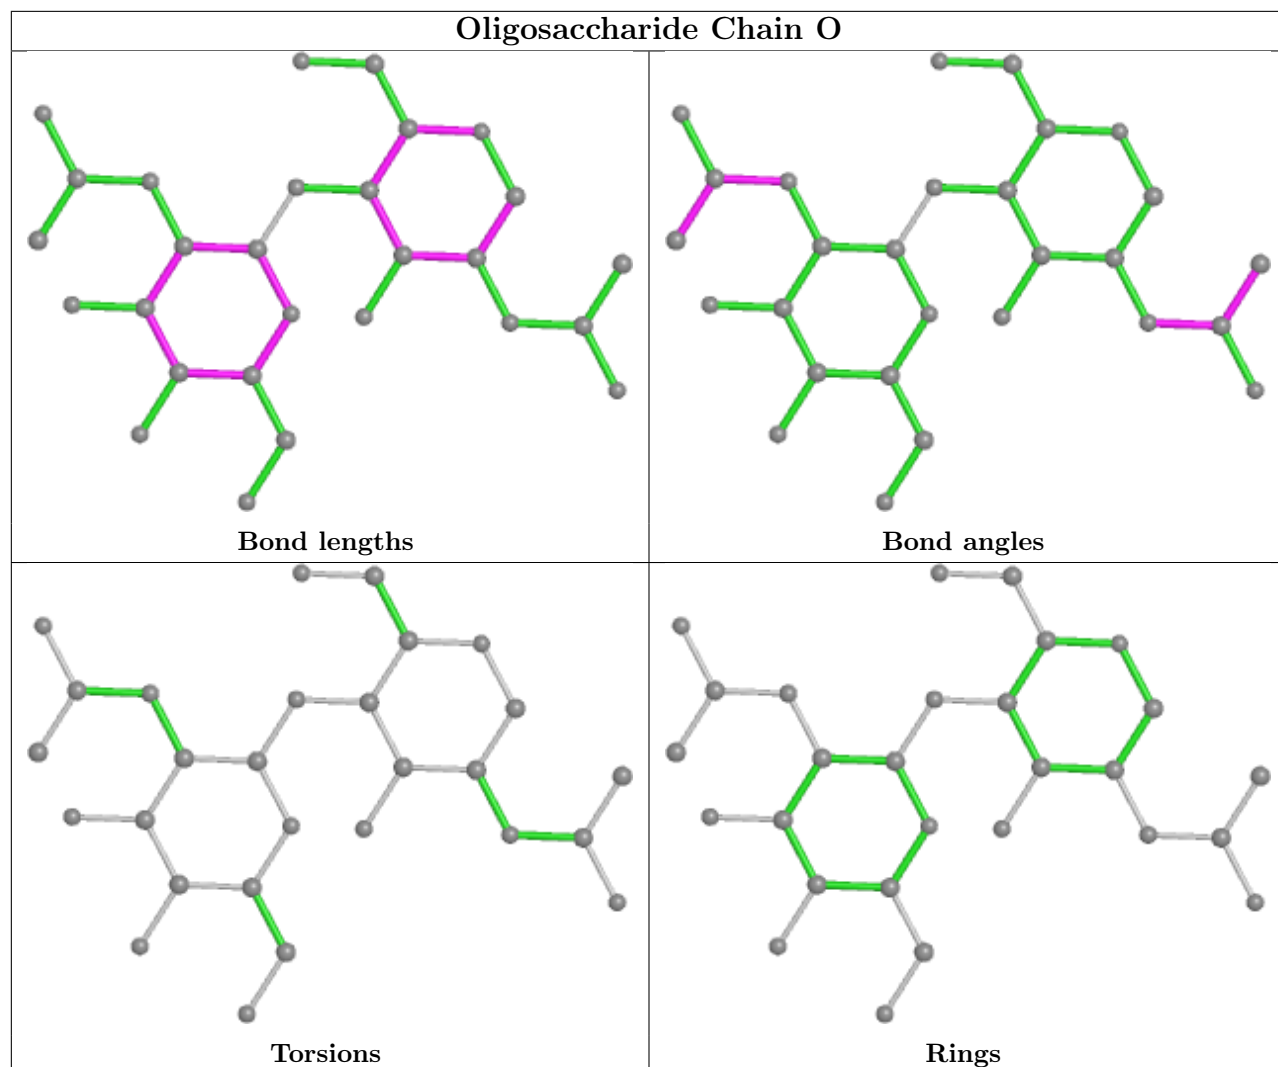 Oligosaccharide Chain O
Bond lengths
Bond angles
Torsions
Rings